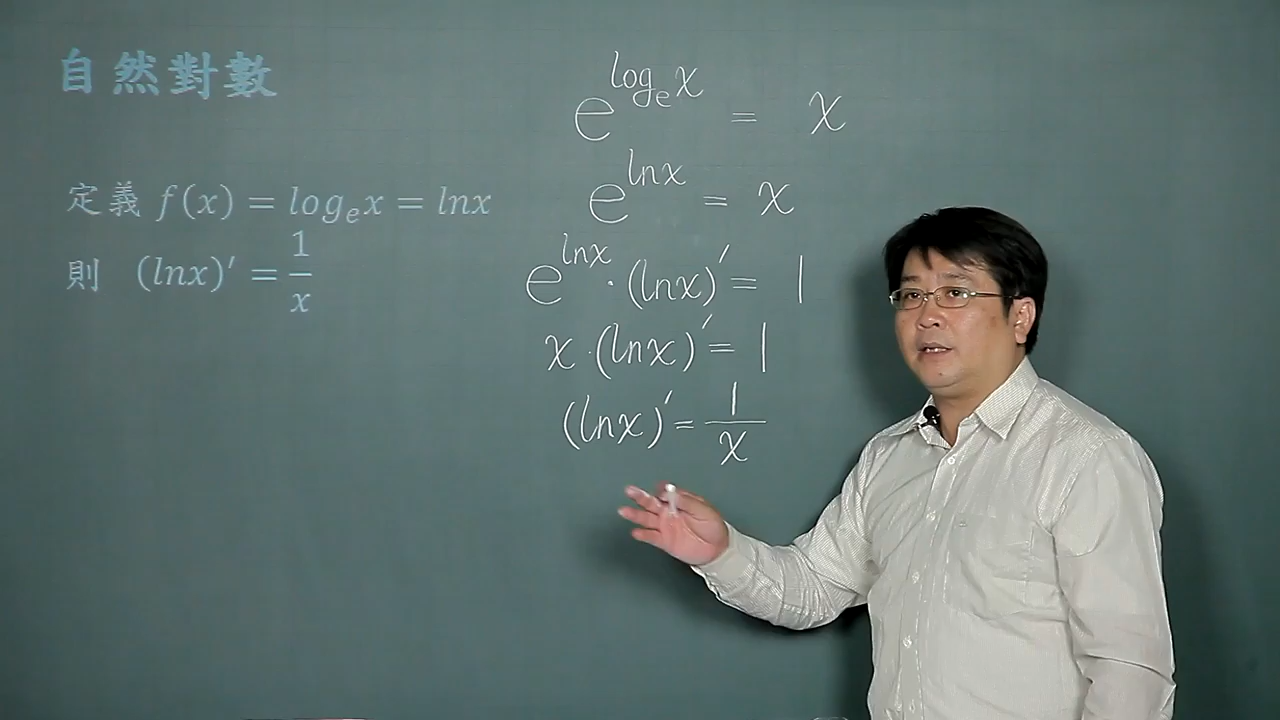 自然對數
定義 f(x) = logₑx = lnx
則 (lnx)' = 1/x
e^(logₑx) = x
e^(lnx) = x
e^(lnx) · (lnx)' = 1
x · (lnx)' = 1
(lnx)' = 1/x